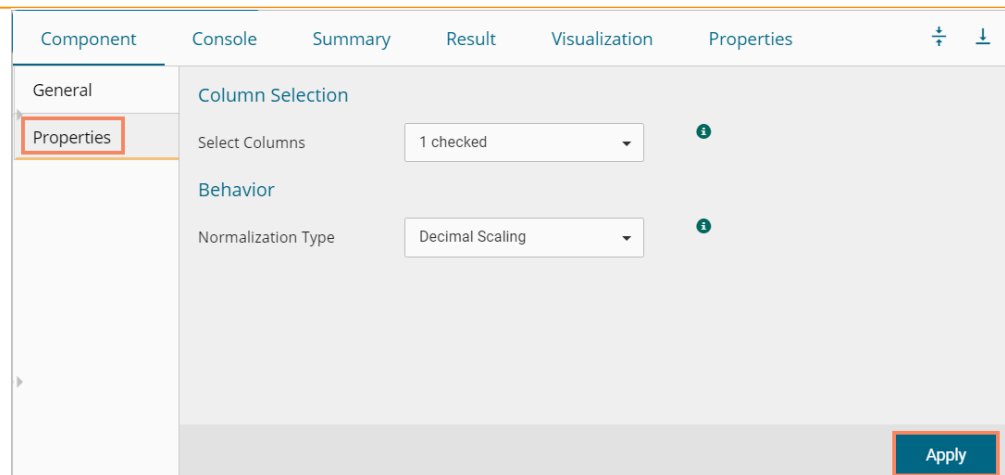 Component Console Summary Result Visualization Properties
General
Properties
Column Selection
Select Columns 1 checked
Behavior
Normalization Type Decimal Scaling
Apply